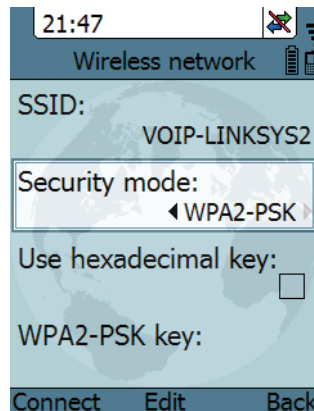 21:47
Wireless network
SSID:
VOIP-LINKSYS2
Security mode:
WPA2-PSK
Use hexadecimal key:
WPA2-PSK key:
Connect Edit Back